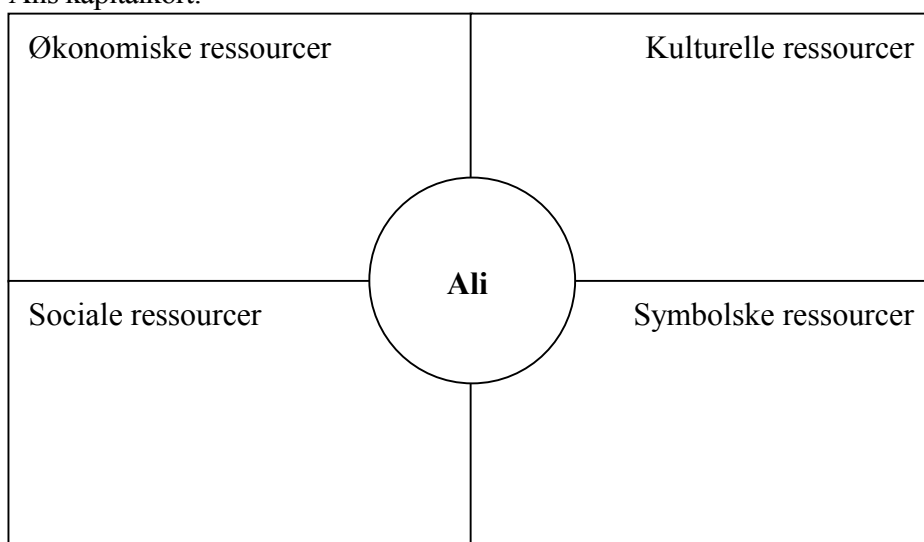 Alis kapitalkort:
Økonomiske ressourcer
Kulturelle ressourcer
Ali
Sociale ressourcer
Symbolske ressourcer